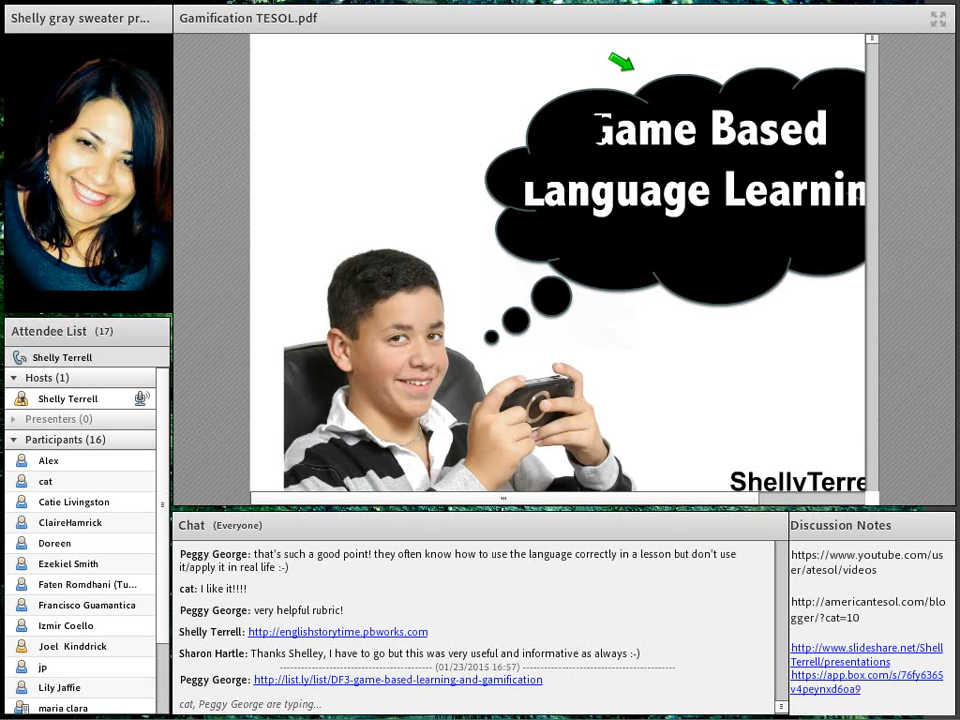 Shelly gray sweater pr...
Gamification TESOL.pdf
Game Based
Language Learnin
ShellyTerre
Attendee List (17)
Shelly Terrell
Hosts (1)
Shelly Terrell
Presenters (0)
Participants (16)
Alex
cat
Catie Livingston
ClaireHamrick
Doreen
Ezekiel Smith
Faten Romdhani (Tu...
Francisco Guamantica
Izmir Coello
Joel Kinddrick
jp
Lily Jaffie
maria clara
Chat (Everyone)
Peggy George: that's such a good point! they often know how to use the language correctly in a lesson but don't use
it/apply it in real life :-)
cat: I like it!!!!
Peggy George: very helpful rubric!
Shelly Terrell: http://englishstorytime.pbworks.com
Sharon Hartle: Thanks Shelley, I have to go but this was very useful and informative as always :-)
(01/23/2015 16:57)
Peggy George: http://list.ly/list/DF3-game-based-learning-and-gamification
cat, Peggy George are typing...
Discussion Notes
https://www.youtube.com/us
er/atesol/videos
http://americantesol.com/blo
gger/?cat=10
http://www.slideshare.net/Shell
Terrell/presentations
https://app.box.com/s/76fy6365
v4peynxd6oa9